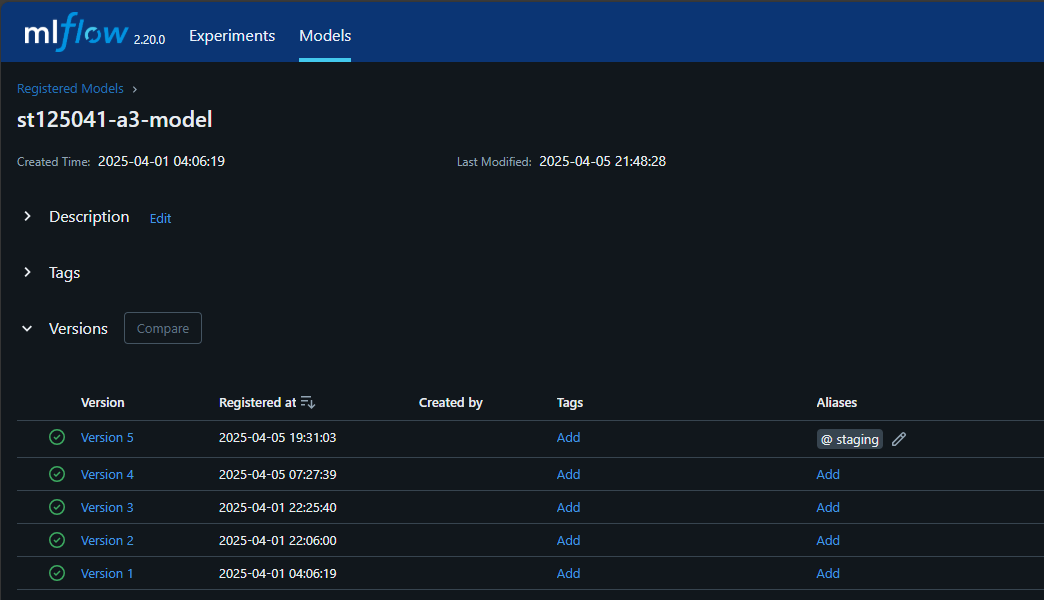 mlflow 2.20.0 Experiments Models
Registered Models
st125041-a3-model
Created Time: 2025-04-01 04:06:19 Last Modified: 2025-04-05 21:48:28
Description Edit
Tags
Versions Compare
Version Registered at Created by Tags Aliases
Version 5 2025-04-05 19:31:03 Add @ staging
Version 4 2025-04-05 07:27:39 Add Add
Version 3 2025-04-01 22:25:40 Add Add
Version 2 2025-04-01 22:06:00 Add Add
Version 1 2025-04-01 04:06:19 Add Add